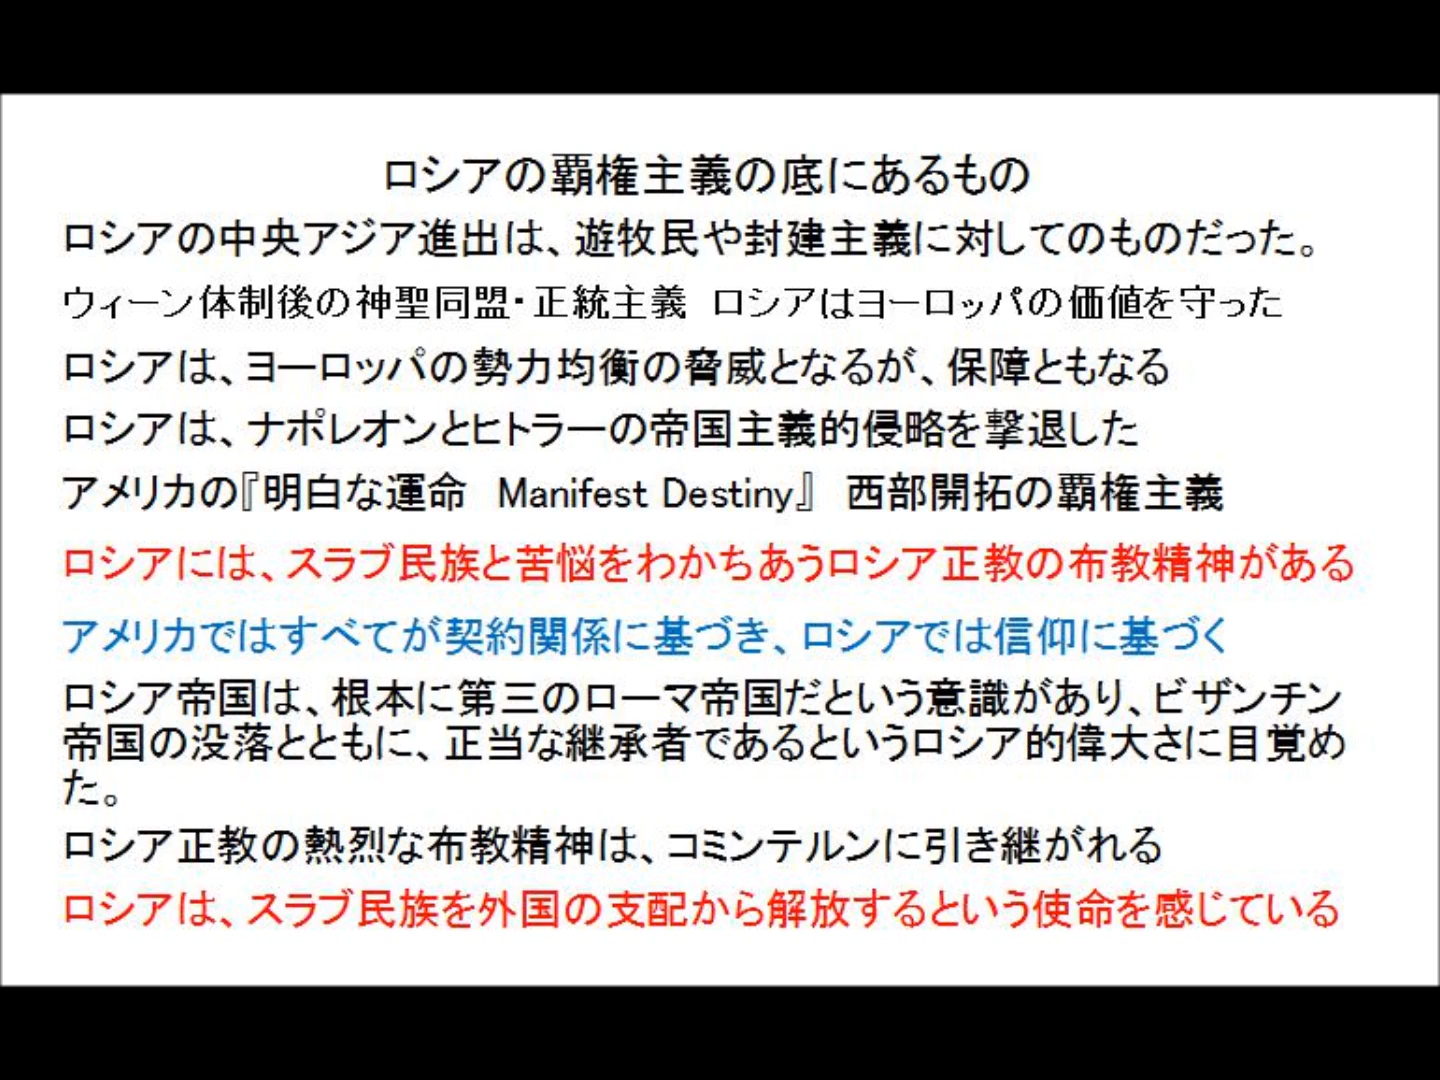 ロシアの覇権主義の底にあるもの
ロシアの中央アジア進出は、遊牧民や封建主義に対してのものだった。
ウィーン体制後の神聖同盟・正統主義　ロシアはヨーロッパの価値を守った
ロシアは、ヨーロッパの勢力均衡の脅威となるが、保障ともなる
ロシアは、ナポレオンとヒトラーの帝国主義的侵略を撃退した
アメリカの『明白な運命　Manifest Destiny』　西部開拓の覇権主義
ロシアには、スラブ民族と苦悩をわかちあうロシア正教の布教精神がある
アメリカではすべてが契約関係に基づき、ロシアでは信仰に基づく
ロシア帝国は、根本に第三のローマ帝国だという意識があり、ビザンチン
帝国の没落とともに、正当な継承者であるというロシア的偉大さに目覚め
た。
ロシア正教の熱烈な布教精神は、コミンテルンに引き継がれる
ロシアは、スラブ民族を外国の支配から解放するという使命を感じている